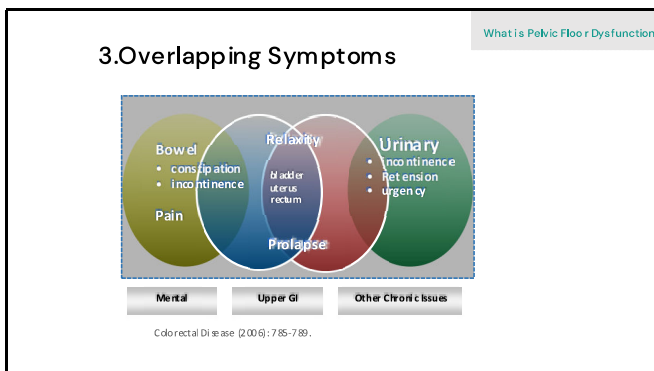 What is Pelvic Floor Dysfunction
3.Overlapping Symptoms
Relaxity
Bowel
• constipation
• incontinence
Pain
bladder
uterus
rectum
Prolapse
Urinary
• incontinence
• Retension
• urgency
Mental
Upper GI
Other Chronic Issues
Colorectal Disease (2006): 785-789.